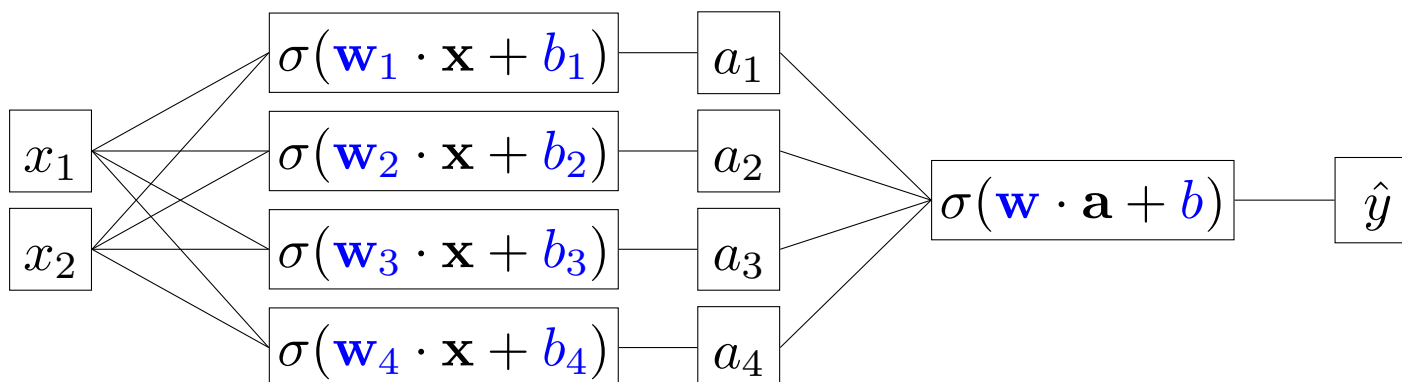 x₁
x₂
σ(𝐰₁ · 𝐱 + b₁)
σ(𝐰₂ · 𝐱 + b₂)
σ(𝐰₃ · 𝐱 + b₃)
σ(𝐰₄ · 𝐱 + b₄)
a₁
a₂
a₃
a₄
σ(𝐰 · 𝐚 + b)
ŷ